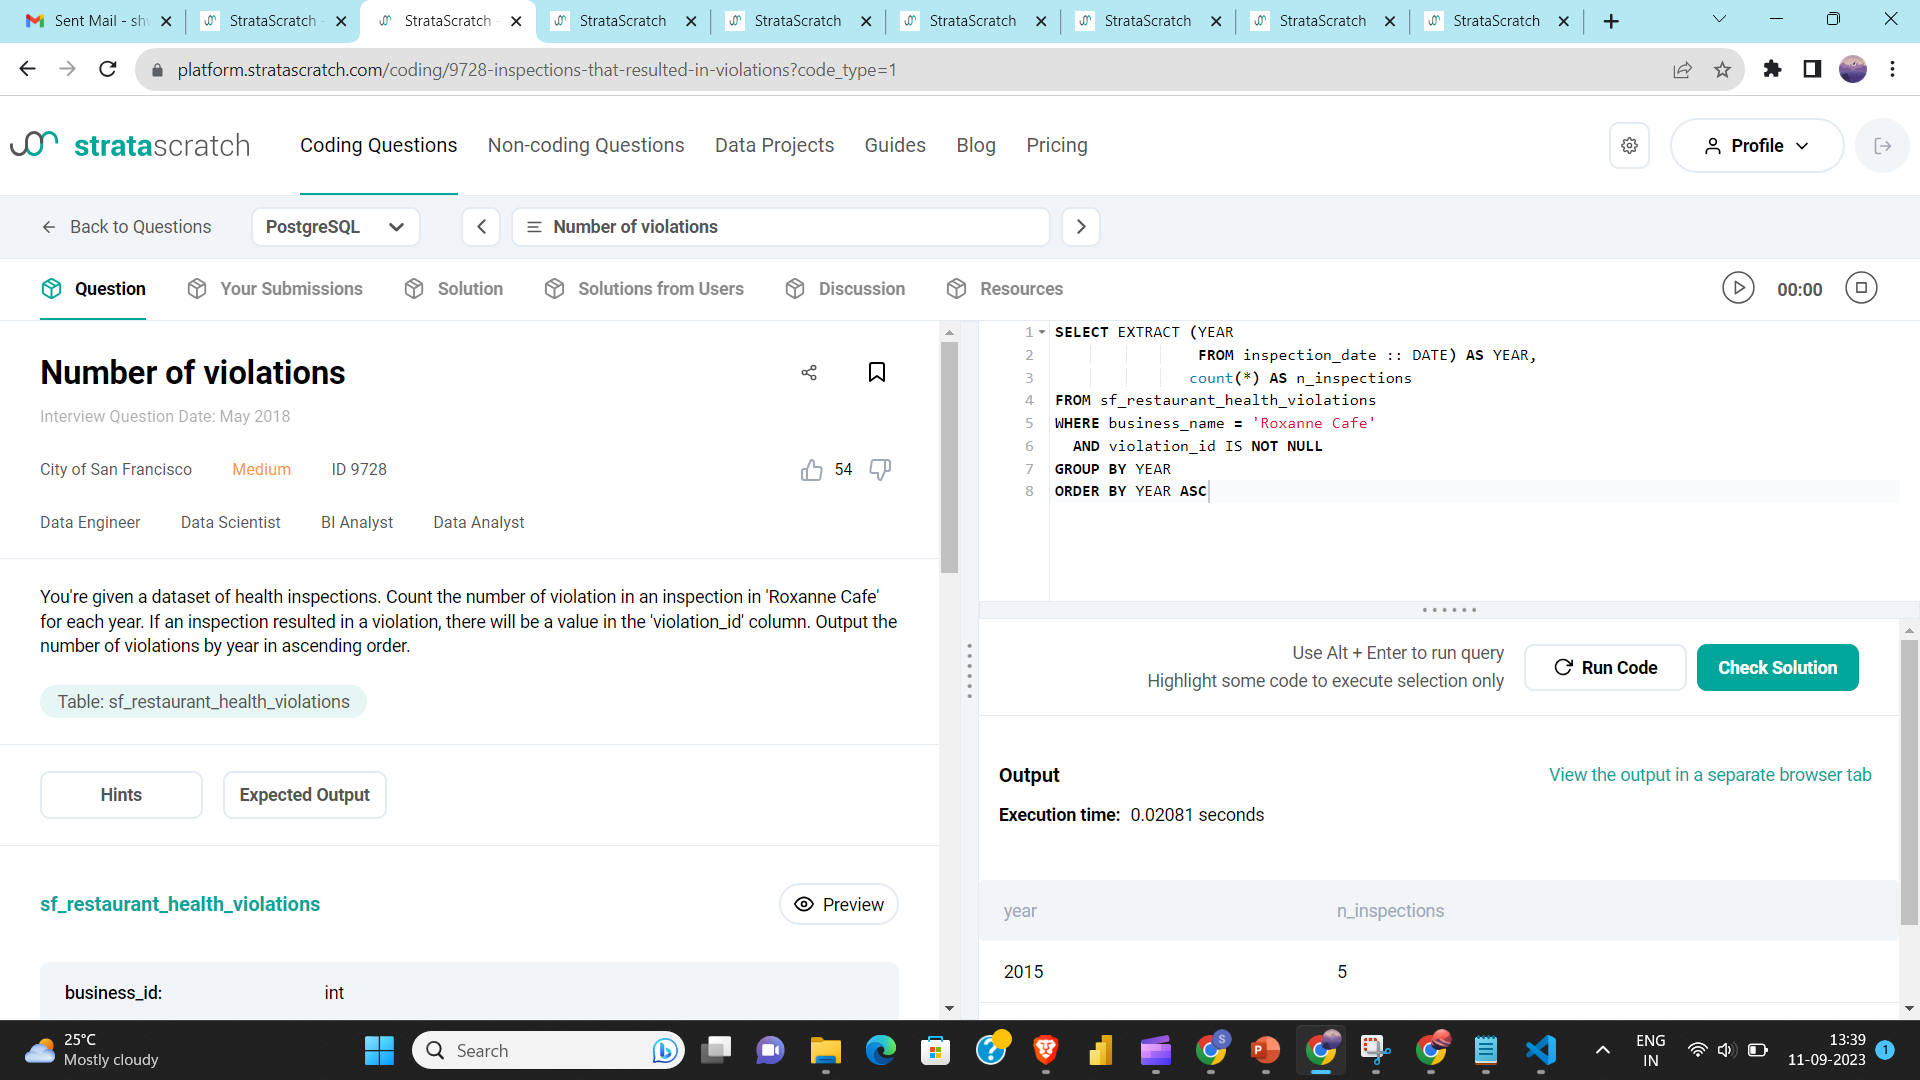 Sent Mail - sh
StrataScratch -
StrataScratch -
StrataScratch
StrataScratch
StrataScratch
StrataScratch
StrataScratch
StrataScratch
platform.stratascratch.com/coding/9728-inspections-that-resulted-in-violations?code_type=1
stratascratch
Coding Questions
Non-coding Questions
Data Projects
Guides
Blog
Pricing
Profile
Back to Questions
PostgreSQL
Number of violations
Question
Your Submissions
Solution
Solutions from Users
Discussion
Resources
00:00
Number of violations
Interview Question Date: May 2018
City of San Francisco
Medium
ID 9728
54
Data Engineer
Data Scientist
BI Analyst
Data Analyst
You're given a dataset of health inspections. Count the number of violation in an inspection in 'Roxanne Cafe'
for each year. If an inspection resulted in a violation, there will be a value in the 'violation_id' column. Output the
number of violations by year in ascending order.
Table: sf_restaurant_health_violations
Hints
Expected Output
sf_restaurant_health_violations
Preview
business_id:
int
1 SELECT EXTRACT (YEAR
2 FROM inspection_date :: DATE) AS YEAR,
3 count(*) AS n_inspections
4 FROM sf_restaurant_health_violations
5 WHERE business_name = 'Roxanne Cafe'
6 AND violation_id IS NOT NULL
7 GROUP BY YEAR
8 ORDER BY YEAR ASC
Use Alt + Enter to run query
Highlight some code to execute selection only
Run Code
Check Solution
Output
View the output in a separate browser tab
Execution time: 0.02081 seconds
year
n_inspections
2015
5
25°C
Mostly cloudy
Search
S
ENG
IN
13:39
11-09-2023
1